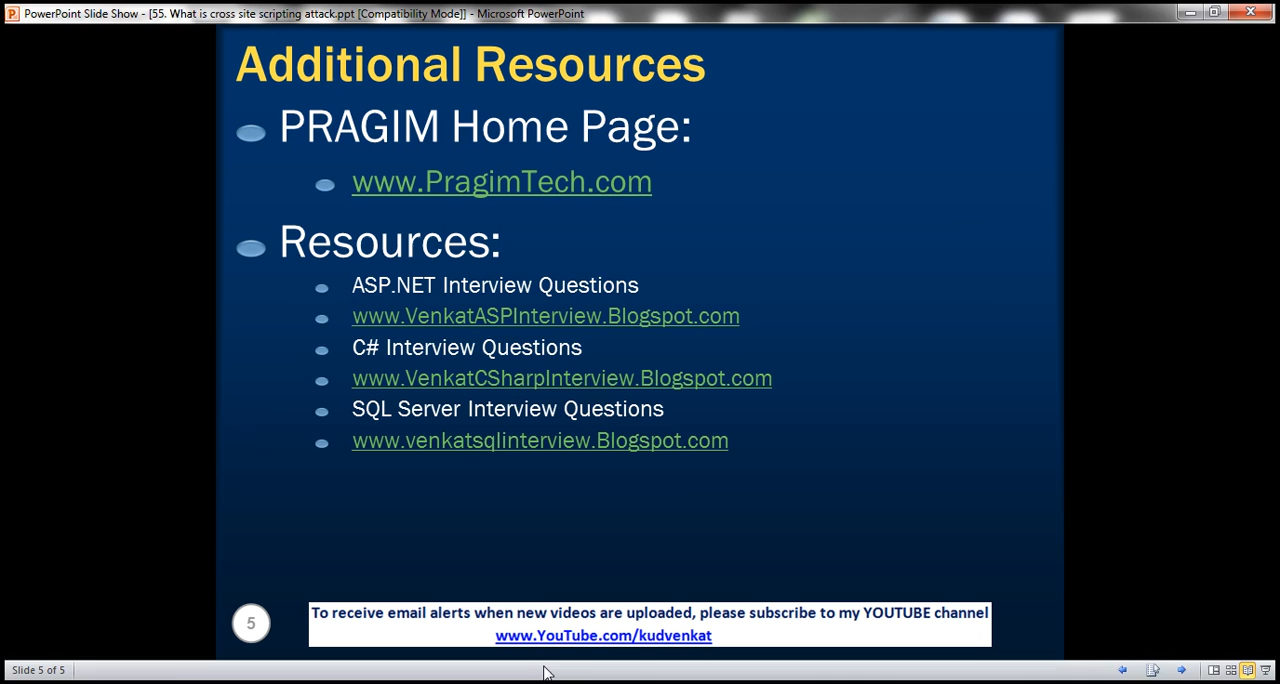 PowerPoint Slide Show - [55. What is cross site scripting attack.ppt [Compatibility Mode]] - Microsoft PowerPoint
Additional Resources
PRAGIM Home Page:
www.PragimTech.com
Resources:
ASP.NET Interview Questions
www.VenkatASPInterview.Blogspot.com
C# Interview Questions
www.VenkatCSharpInterview.Blogspot.com
SQL Server Interview Questions
www.venkatsqlinterview.Blogspot.com
5
To receive email alerts when new videos are uploaded, please subscribe to my YOUTUBE channel
www.YouTube.com/kudvenkat
Slide 5 of 5